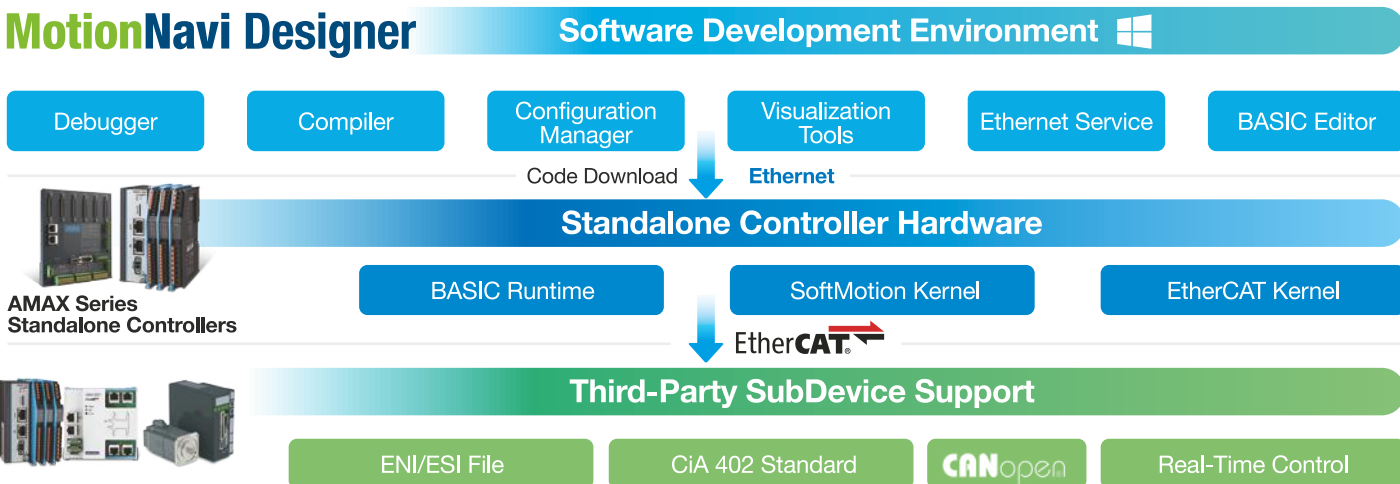 MotionNavi Designer
Software Development Environment
Debugger
Compiler
Configuration
Manager
Visualization
Tools
Ethernet Service
BASIC Editor
Code Download
Ethernet
Standalone Controller Hardware
AMAX Series
Standalone Controllers
BASIC Runtime
SoftMotion Kernel
EtherCAT Kernel
EtherCAT®
Third-Party SubDevice Support
ENI/ESI File
CiA 402 Standard
CANopen
Real-Time Control